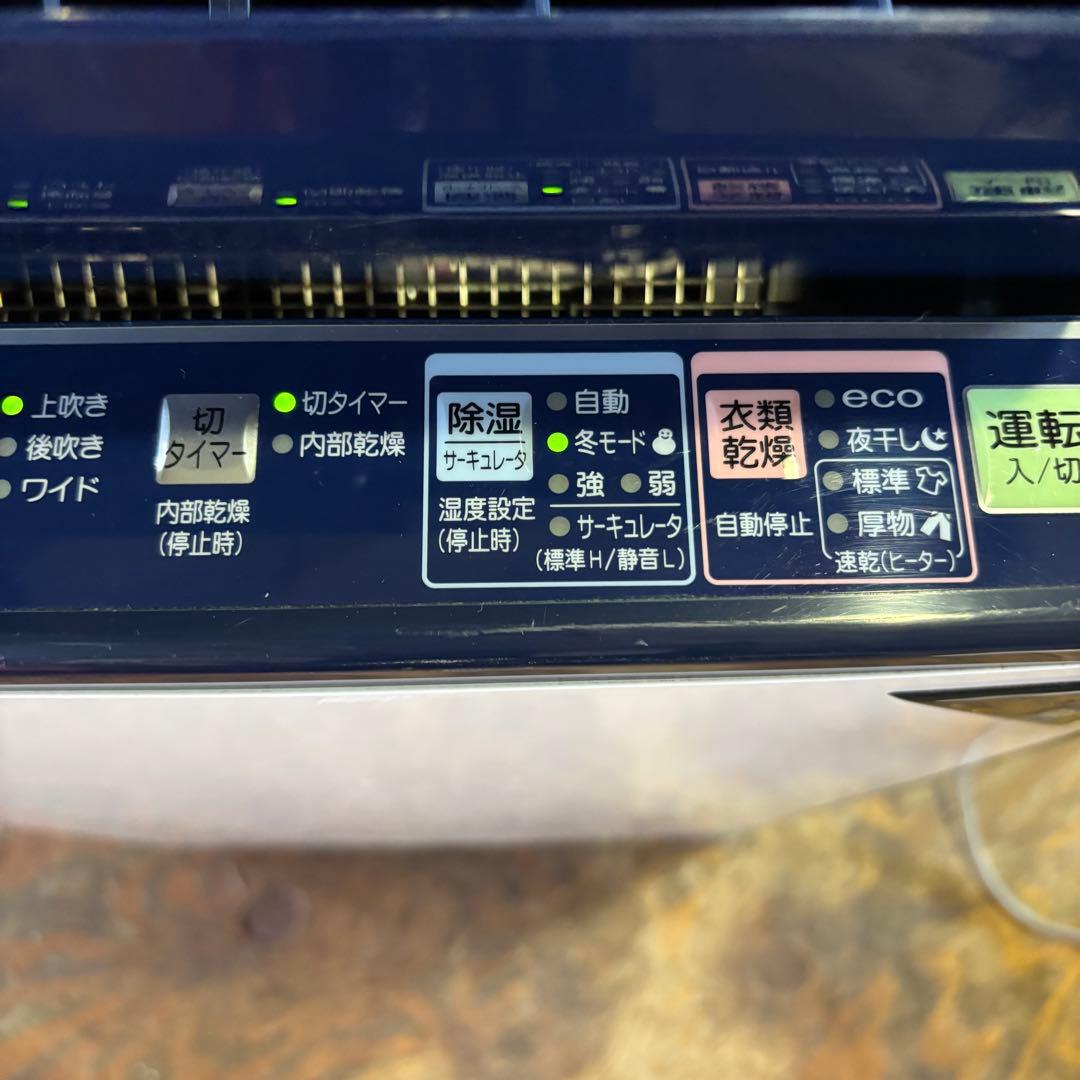 上吹き
後吹き
ワイド
切
タイマー
内部乾燥
(停止時)
切タイマー
内部乾燥
除湿
サーキュレータ
湿度設定
(停止時)
自動
冬モード
強 弱
サーキュレータ
(標準H/静音L)
衣類
乾燥
自動停止
eco
夜干し
標準
厚物
速乾(ヒーター)
運転
入/切